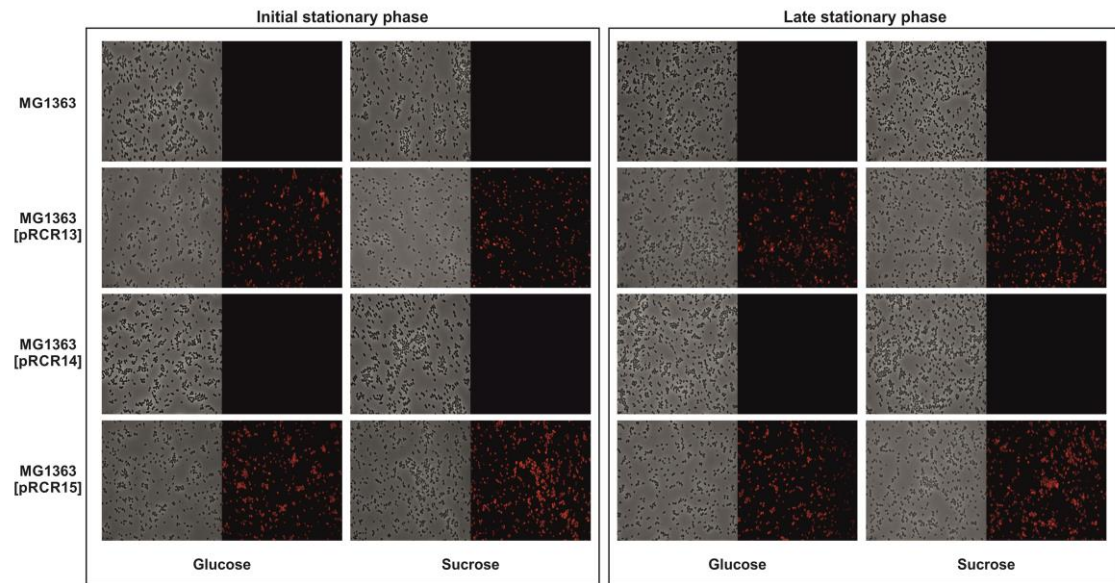 Initial stationary phase
Late stationary phase
MG1363
MG1363
[pRCR13]
MG1363
[pRCR14]
MG1363
[pRCR15]
Glucose
Sucrose
Glucose
Sucrose